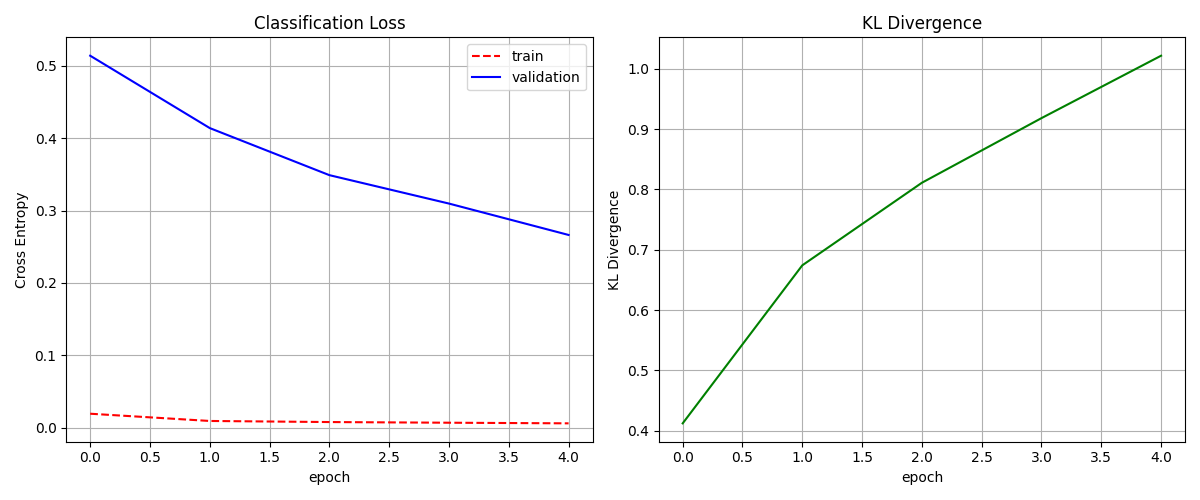 Classification Loss
train
validation
0.5
0.4
0.3
0.2
0.1
0.0
Cross Entropy
0.0 0.5 1.0 1.5 2.0 2.5 3.0 3.5 4.0
epoch
KL Divergence
1.0
0.9
0.8
0.7
0.6
0.5
0.4
KL Divergence
0.0 0.5 1.0 1.5 2.0 2.5 3.0 3.5 4.0
epoch